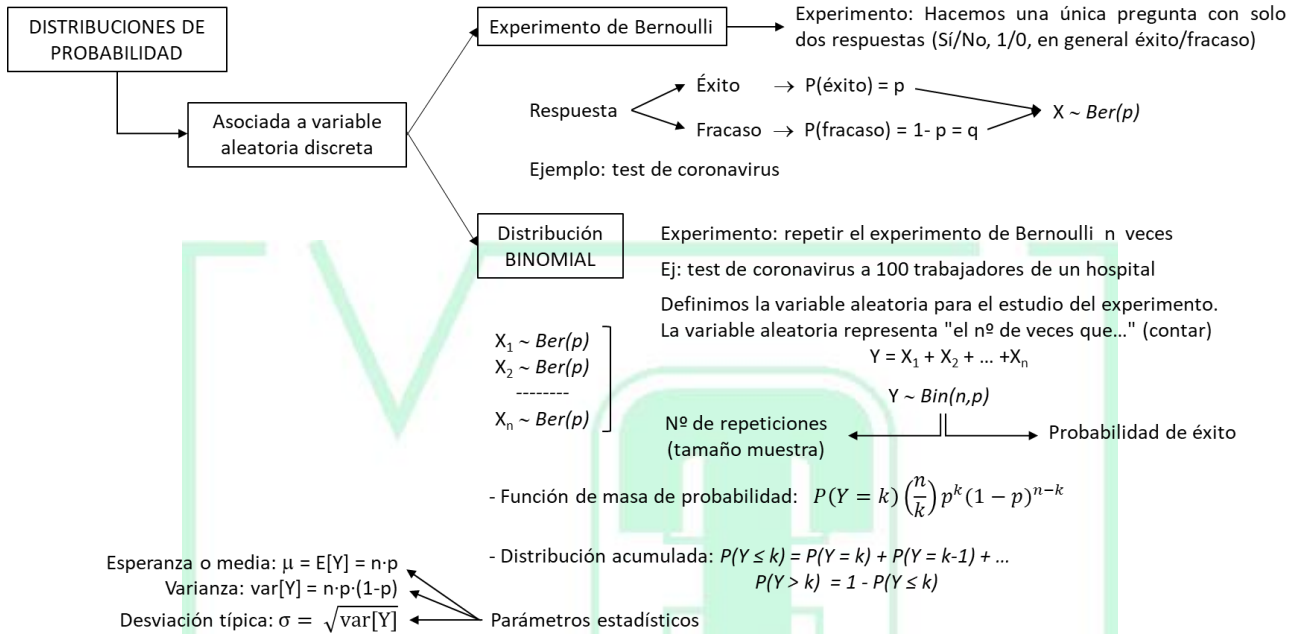 DISTRIBUCIONES DE
PROBABILIDAD
Asociada a variable
aleatoria discreta
Experimento de Bernoulli
Experimento: Hacemos una única pregunta con solo
dos respuestas (Sí/No, 1/0, en general éxito/fracaso)
Respuesta
Éxito → P(éxito) = p
Fracaso → P(fracaso) = 1- p = q
X ~ Ber(p)
Ejemplo: test de coronavirus
Distribución
BINOMIAL
Experimento: repetir el experimento de Bernoulli n veces
Ej: test de coronavirus a 100 trabajadores de un hospital
Definimos la variable aleatoria para el estudio del experimento.
La variable aleatoria representa "el nº de veces que..." (contar)
X₁ ~ Ber(p)
X₂ ~ Ber(p)
--------
Xₙ ~ Ber(p)
Y = X₁ + X₂ + ... +Xₙ
Y ~ Bin(n,p)
Nº de repeticiones
(tamaño muestra)
Probabilidad de éxito
- Función de masa de probabilidad: P(Y = k) (n/k) pᵏ(1 − p)ⁿ⁻ᵏ
- Distribución acumulada: P(Y ≤ k) = P(Y = k) + P(Y = k-1) + ...
P(Y > k) = 1 - P(Y ≤ k)
Esperanza o media: μ = E[Y] = n·p
Varianza: var[Y] = n·p·(1-p)
Desviación típica: σ = √var[Y]
Parámetros estadísticos